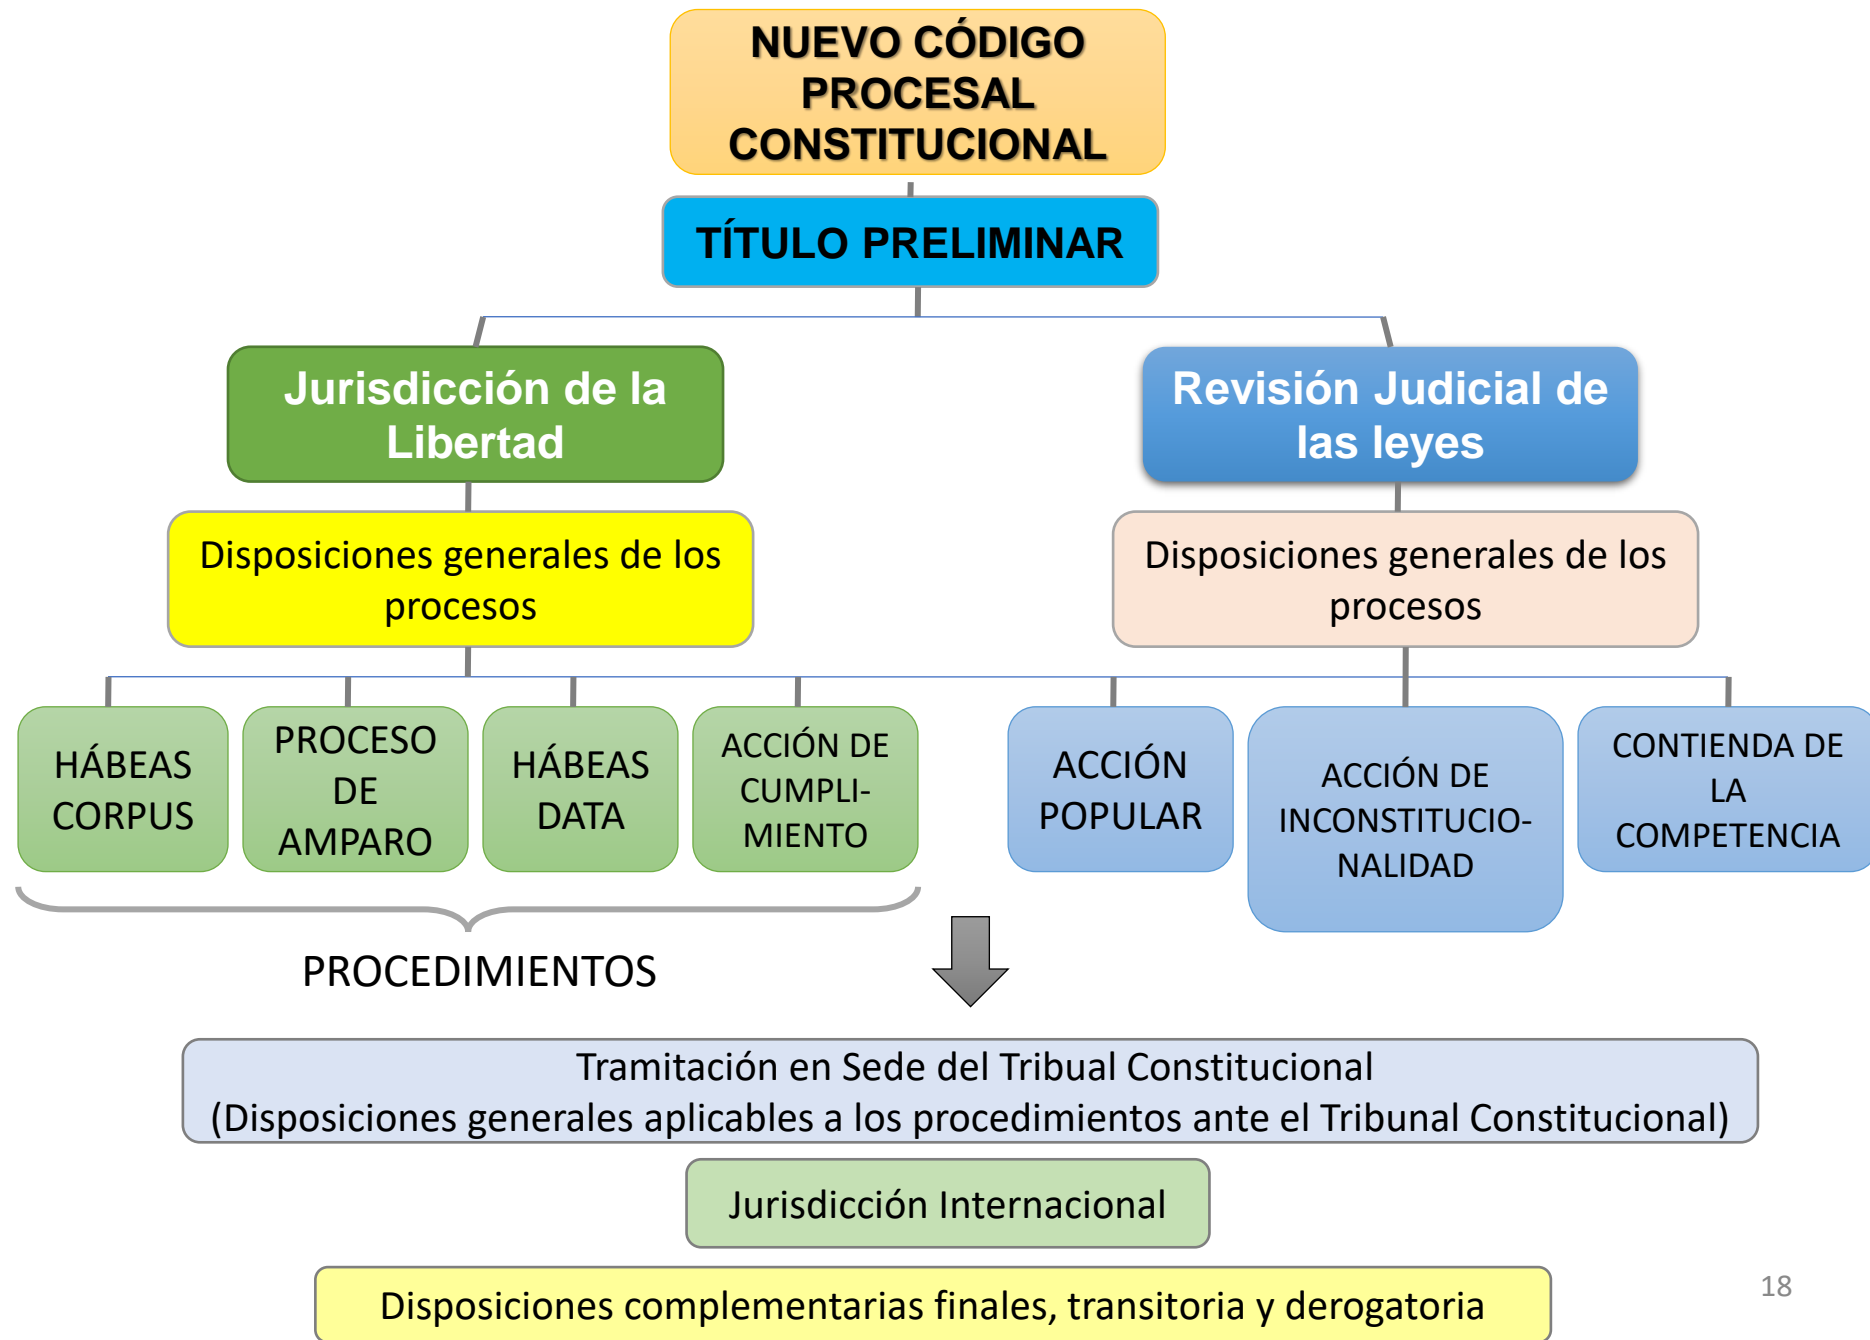 NUEVO CÓDIGO
PROCESAL
CONSTITUCIONAL
TÍTULO PRELIMINAR
Jurisdicción de la
Libertad
Revisión Judicial de
las leyes
Disposiciones generales de los
procesos
Disposiciones generales de los
procesos
HÁBEAS
CORPUS
PROCESO
DE
AMPARO
HÁBEAS
DATA
ACCIÓN DE
CUMPLI-
MIENTO
ACCIÓN
POPULAR
ACCIÓN DE
INCONSTITUCIO-
NALIDAD
CONTIENDA DE
LA
COMPETENCIA
PROCEDIMIENTOS
Tramitación en Sede del Tribual Constitucional
(Disposiciones generales aplicables a los procedimientos ante el Tribunal Constitucional)
Jurisdicción Internacional
Disposiciones complementarias finales, transitoria y derogatoria
18